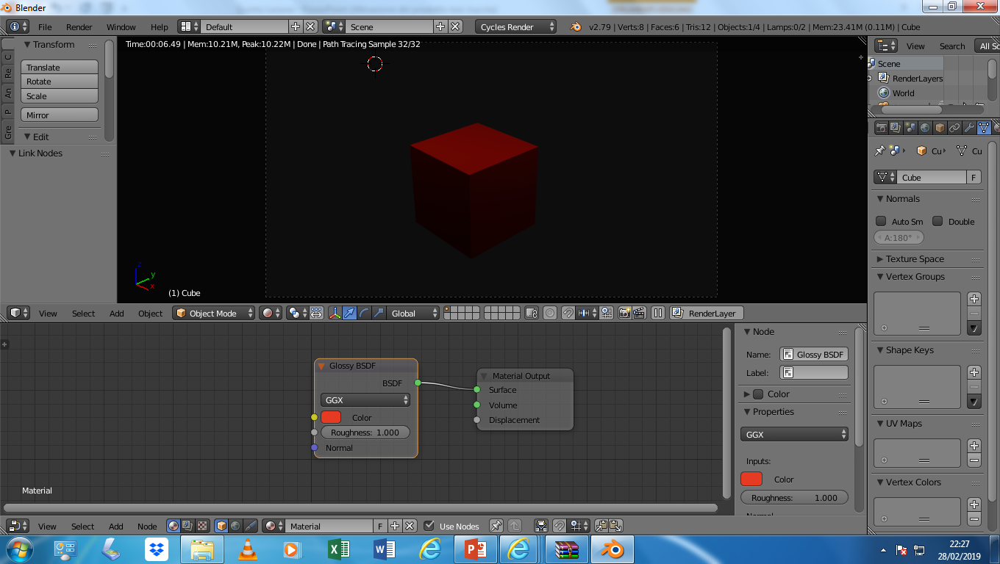 Blender
File Render Window Help Default Scene Cycles Render v2.79 | Verts:8 | Faces:6 | Tris:12 | Objects:1/4 | Lamps:0/2 | Mem:23.41M (0.11M) | Cube
Transform
Translate
Rotate
Scale
Mirror
Edit
Link Nodes
C
Re
An
P
Gre
Time:00:06.49 | Mem:10.21M, Peak:10.22M | Done | Path Tracing Sample 32/32
z
y
x
(1) Cube
View Select Add Object Object Mode Global RenderLayer
View Search All Sc
Scene
RenderLayers
World
Cu Cu
Cube F
Normals
Auto Sm Double
A:180°
Texture Space
Vertex Groups
Shape Keys
UV Maps
Vertex Colors
Glossy BSDF
BSDF
GGX
Color
Roughness: 1.000
Normal
Material Output
Surface
Volume
Displacement
Material
Node
Name: Glossy BSDF
Label:
Color
Properties
GGX
Inputs:
Color
Roughness: 1.000
Normal
View Select Add Node Material F Use Nodes
22:27
28/02/2019